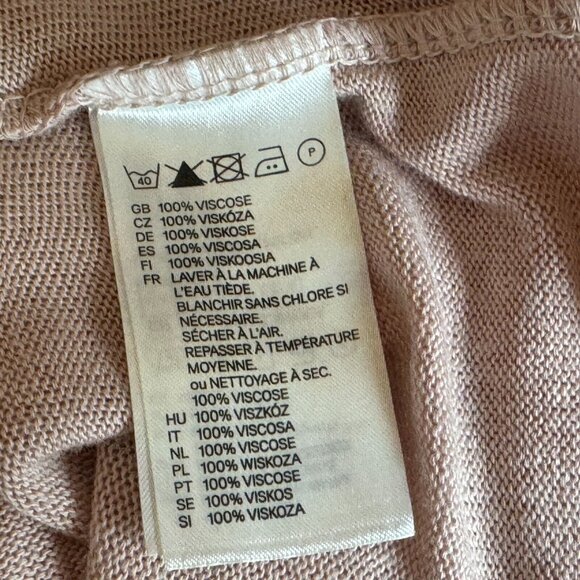 40
P
GB 100% VISCOSE
CZ 100% VISKÓZA
DE 100% VISKOSE
ES 100% VISCOSA
FI 100% VISKOOSIA
FR LAVER À LA MACHINE À
L'EAU TIÈDE.
BLANCHIR SANS CHLORE SI
NÉCESSAIRE.
SÉCHER À L'AIR.
REPASSER À TEMPÉRATURE
MOYENNE.
ou NETTOYAGE À SEC.
100% VISCOSE
HU 100% VISZKÓZ
IT 100% VISCOSA
NL 100% VISCOSE
PL 100% WISKOZA
PT 100% VISCOSE
SE 100% VISKOS
SI 100% VISKOZA